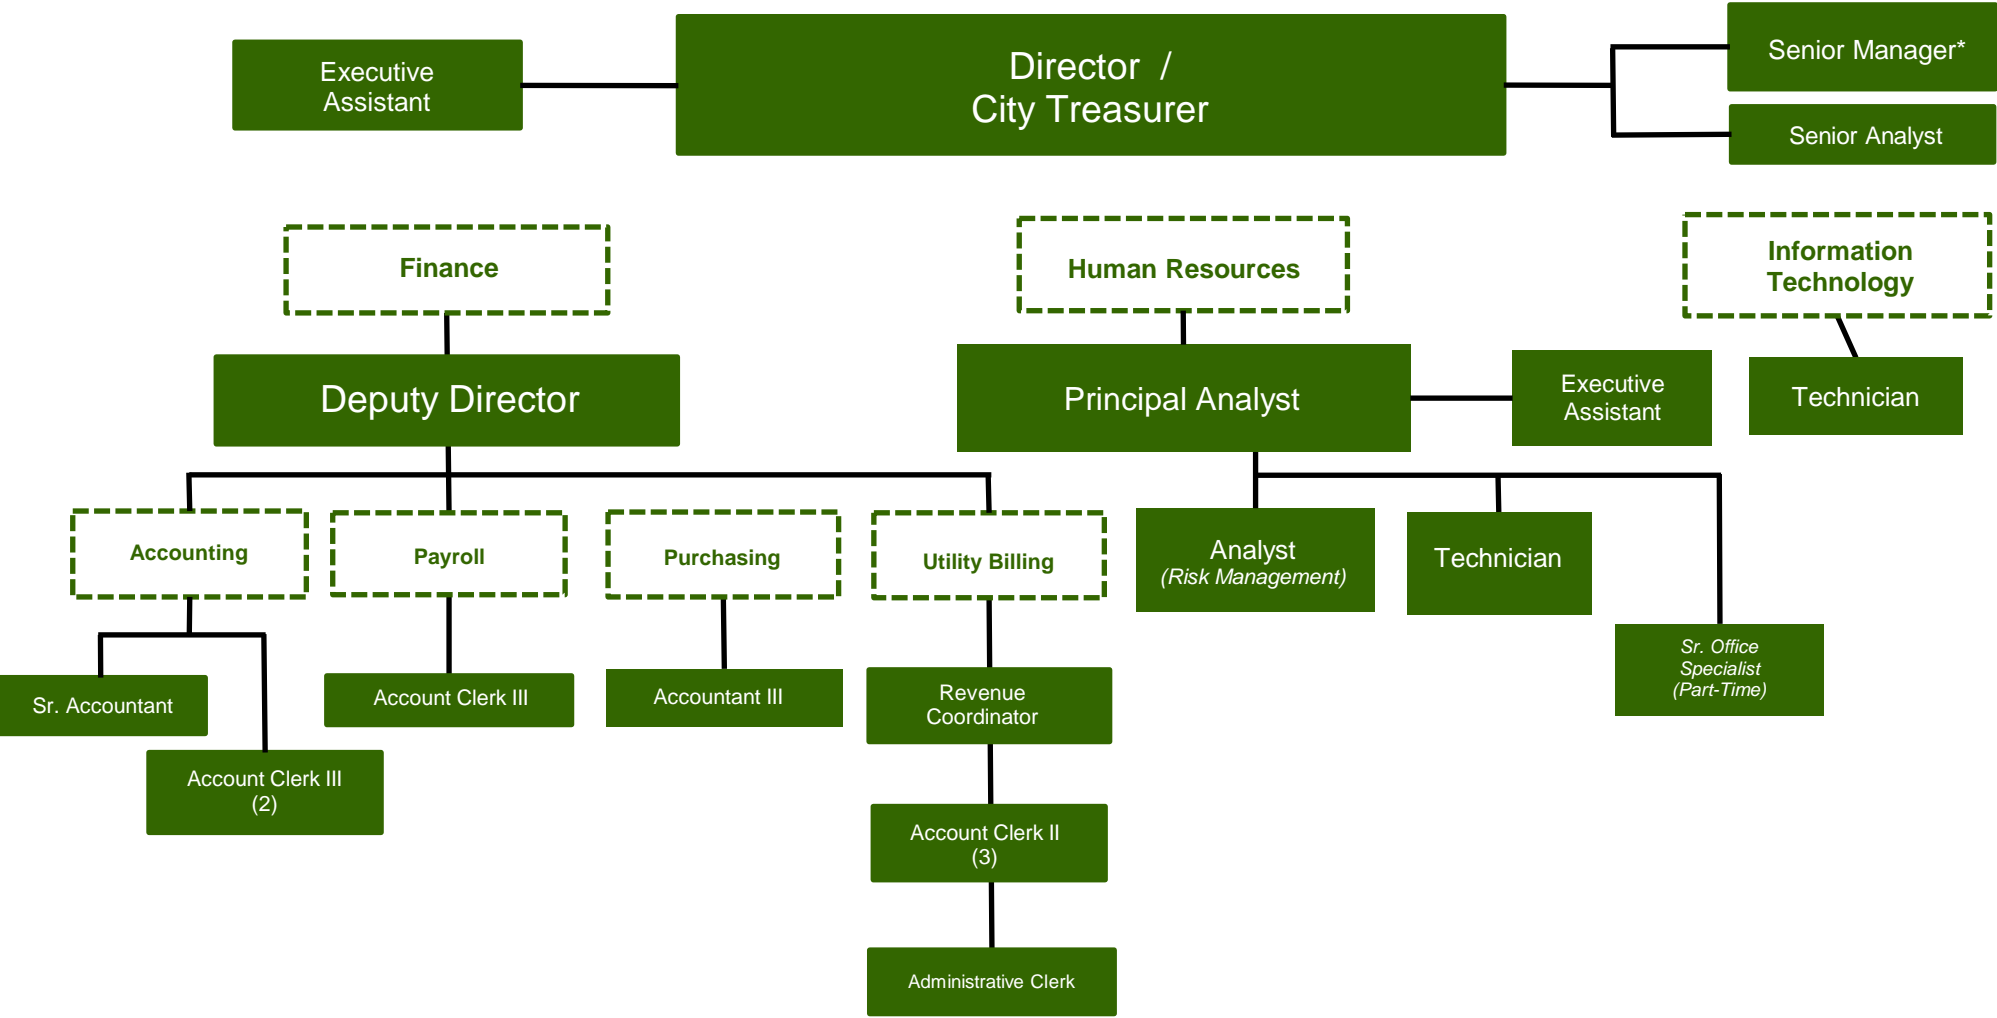 Executive
Assistant
Director /
City Treasurer
Senior Manager*
Senior Analyst
Finance
Human Resources
Information
Technology
Deputy Director
Principal Analyst
Executive
Assistant
Technician
Accounting
Payroll
Purchasing
Utility Billing
Analyst
(Risk Management)
Technician
Sr. Office
Specialist
(Part-Time)
Sr. Accountant
Account Clerk III
Accountant III
Revenue
Coordinator
Account Clerk III
(2)
Account Clerk II
(3)
Administrative Clerk